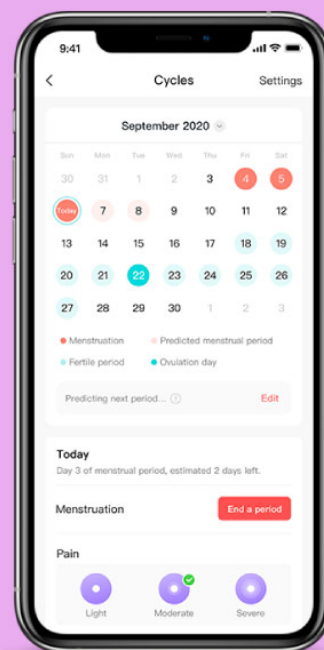 9:41
Cycles Settings
September 2020
Sun Mon Tue Wed Thu Fri Sat
30 31 1 2 3 4 5
Today 7 8 9 10 11 12
13 14 15 16 17 18 19
20 21 22 23 24 25 26
27 28 29 30 1 2 3
Menstruation Predicted menstrual period
Fertile period Ovulation day
Predicting next period... Edit
Today
Day 3 of menstrual period, estimated 2 days left.
Menstruation End a period
Pain
Light Moderate Severe